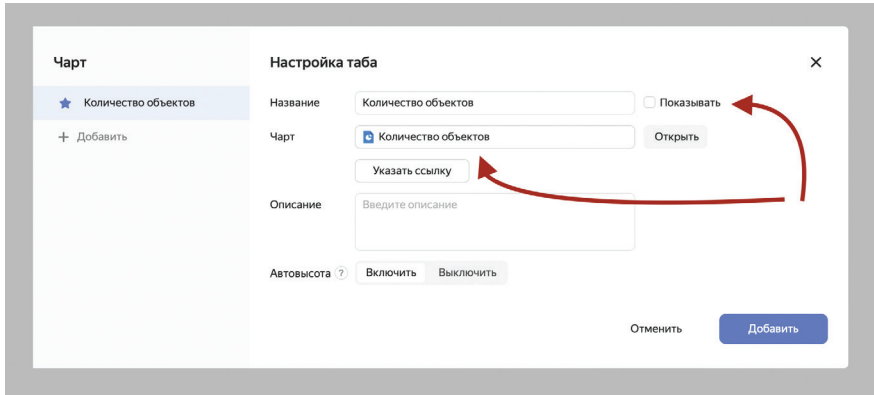 Чарт
Количество объектов
+ Добавить
Настройка таба
Название
Количество объектов
Показывать
Чарт
Количество объектов
Открыть
Указать ссылку
Описание
Введите описание
Автовысота ?
Включить
Выключить
Отменить
Добавить